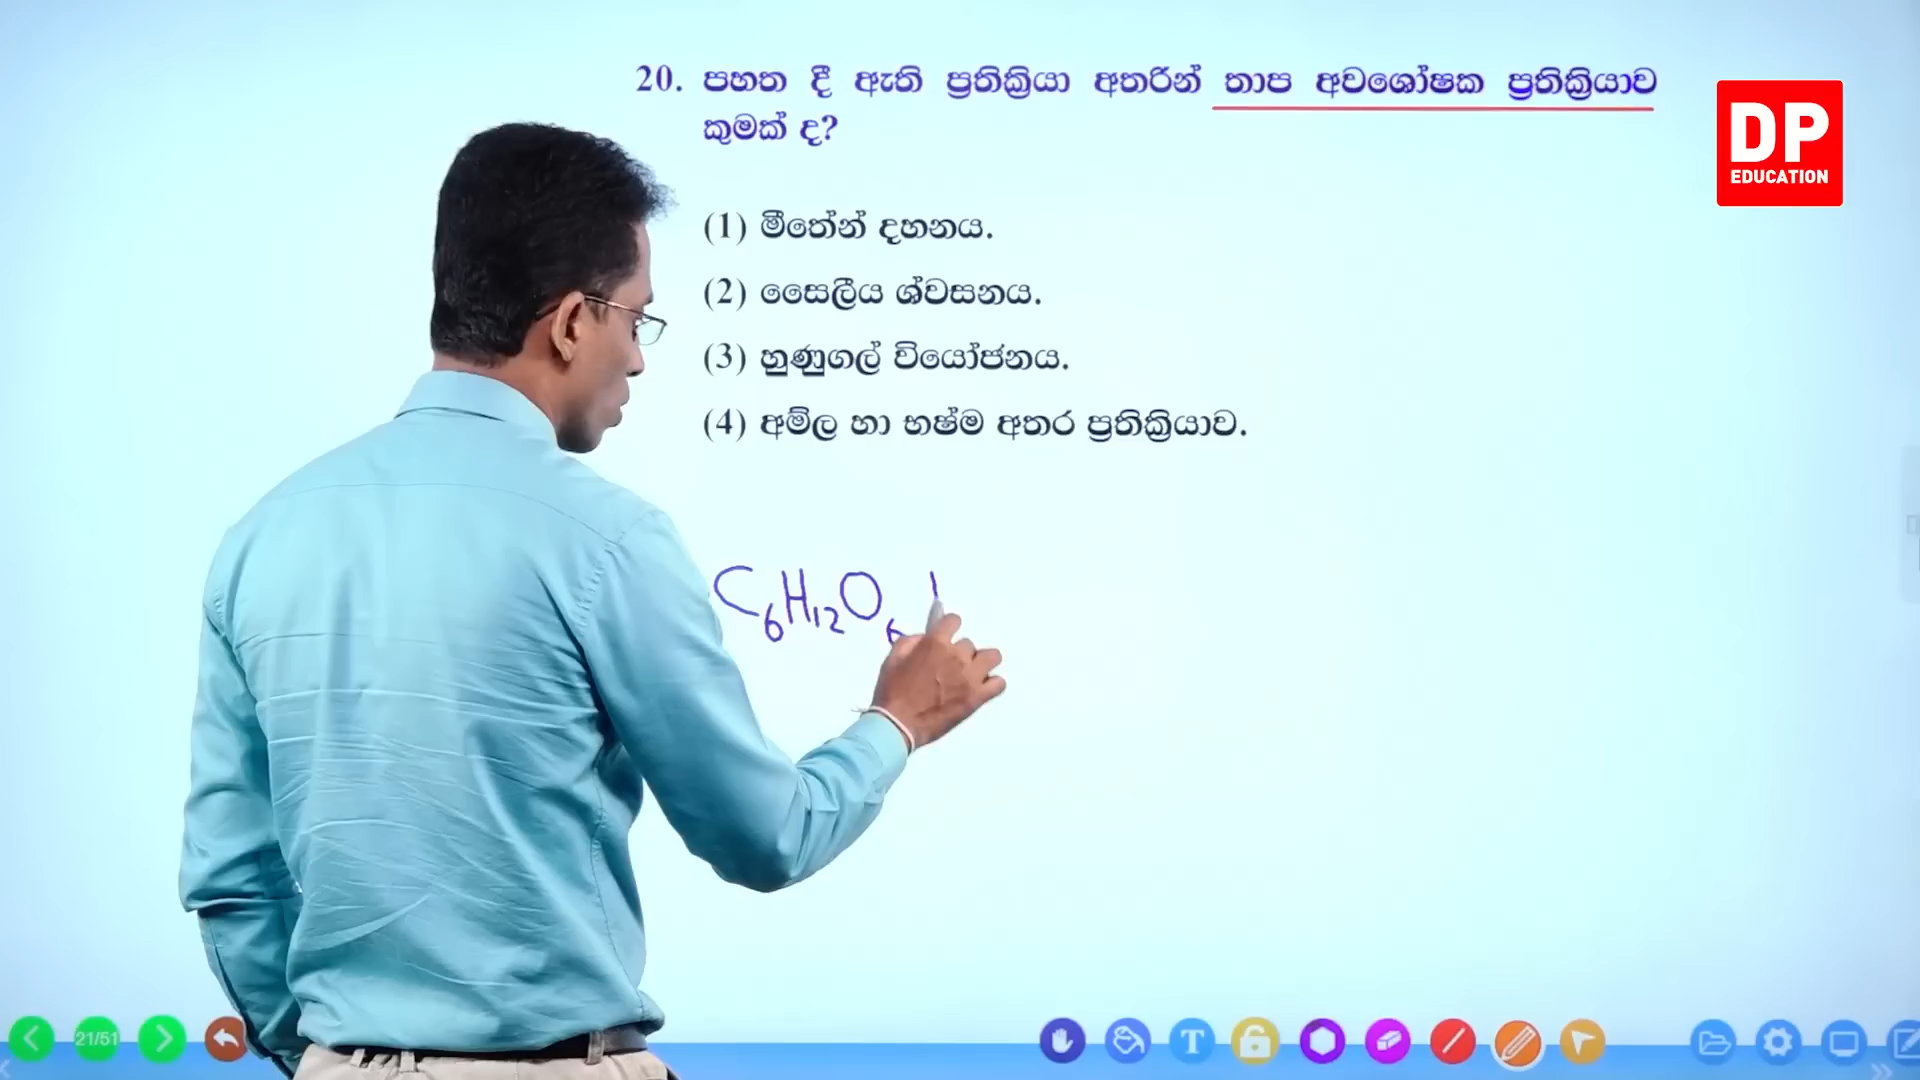 20. පහත දී ඇති ප්‍රතික්‍රියා අතරින් තාප අවශෝෂක ප්‍රතික්‍රියාව
කුමක් ද?
DP
EDUCATION
(1) මීතේන් දහනය.
(2) සෛලීය ශ්වසනය.
(3) හුණුගල් වියෝජනය.
(4) අම්ල හා භෂ්ම අතර ප්‍රතික්‍රියාව.
C6H12O6
21/51
T